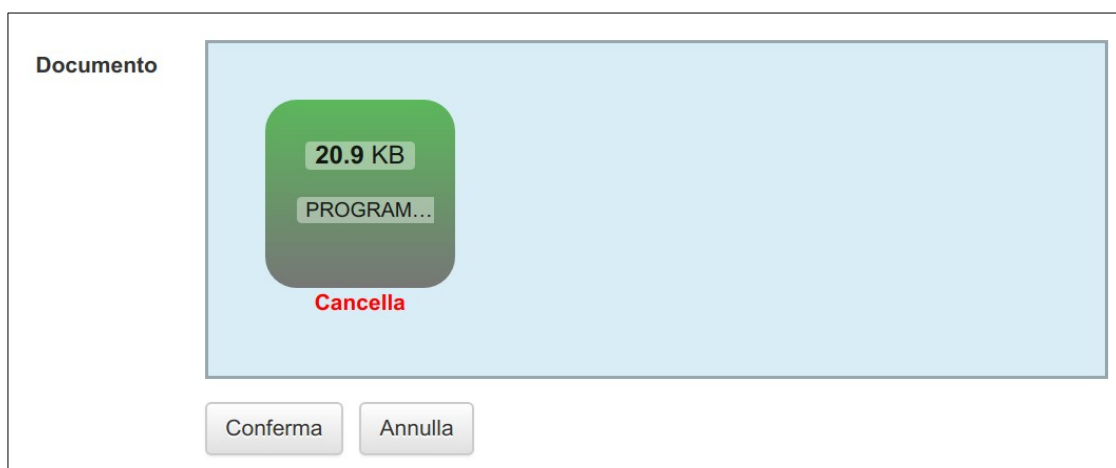 Documento
20.9 KB
PROGRAM...
Cancella
Conferma
Annulla